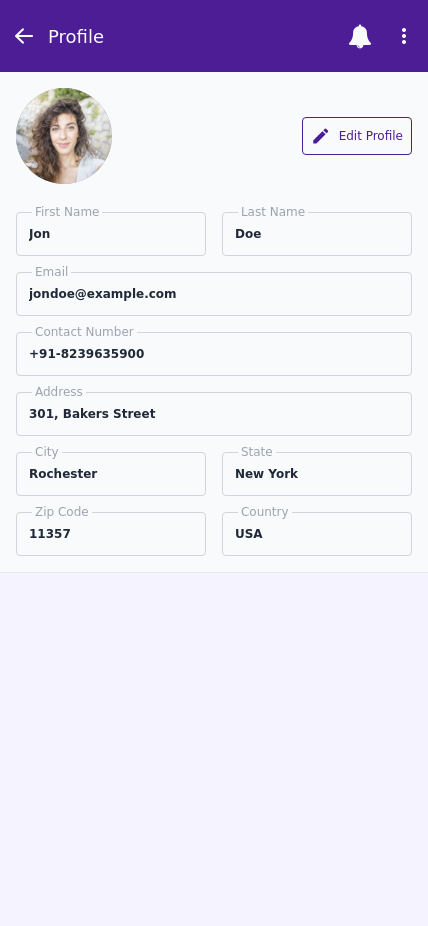 Profile
Edit Profile
First Name
Jon
Last Name
Doe
Email
jondoe@example.com
Contact Number
+91-8239635900
Address
301, Bakers Street
City
Rochester
State
New York
Zip Code
11357
Country
USA